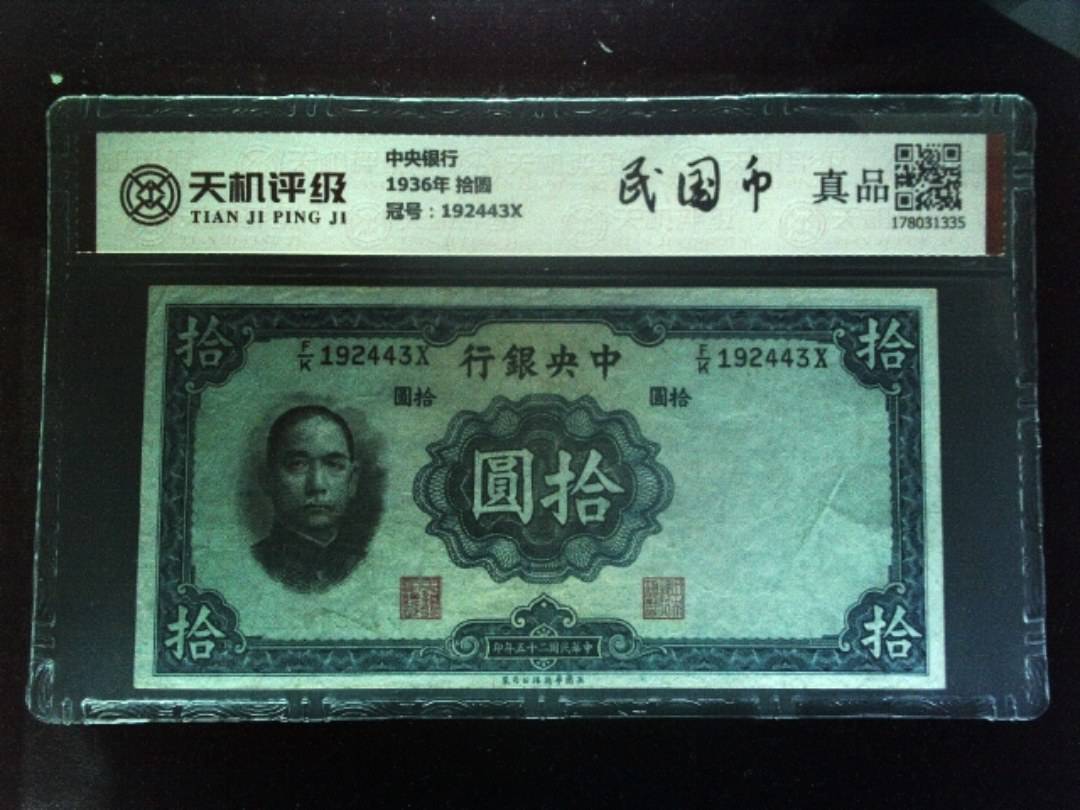 天机评级
TIAN JI PING JI
中央银行
1936年 拾圆
冠号：192443X
民国币
真品
178031335
拾
拾
F/K 192443X
行銀央中
F/K 192443X
圓拾
圓拾
圓拾
拾
拾
印年五十二國民華中